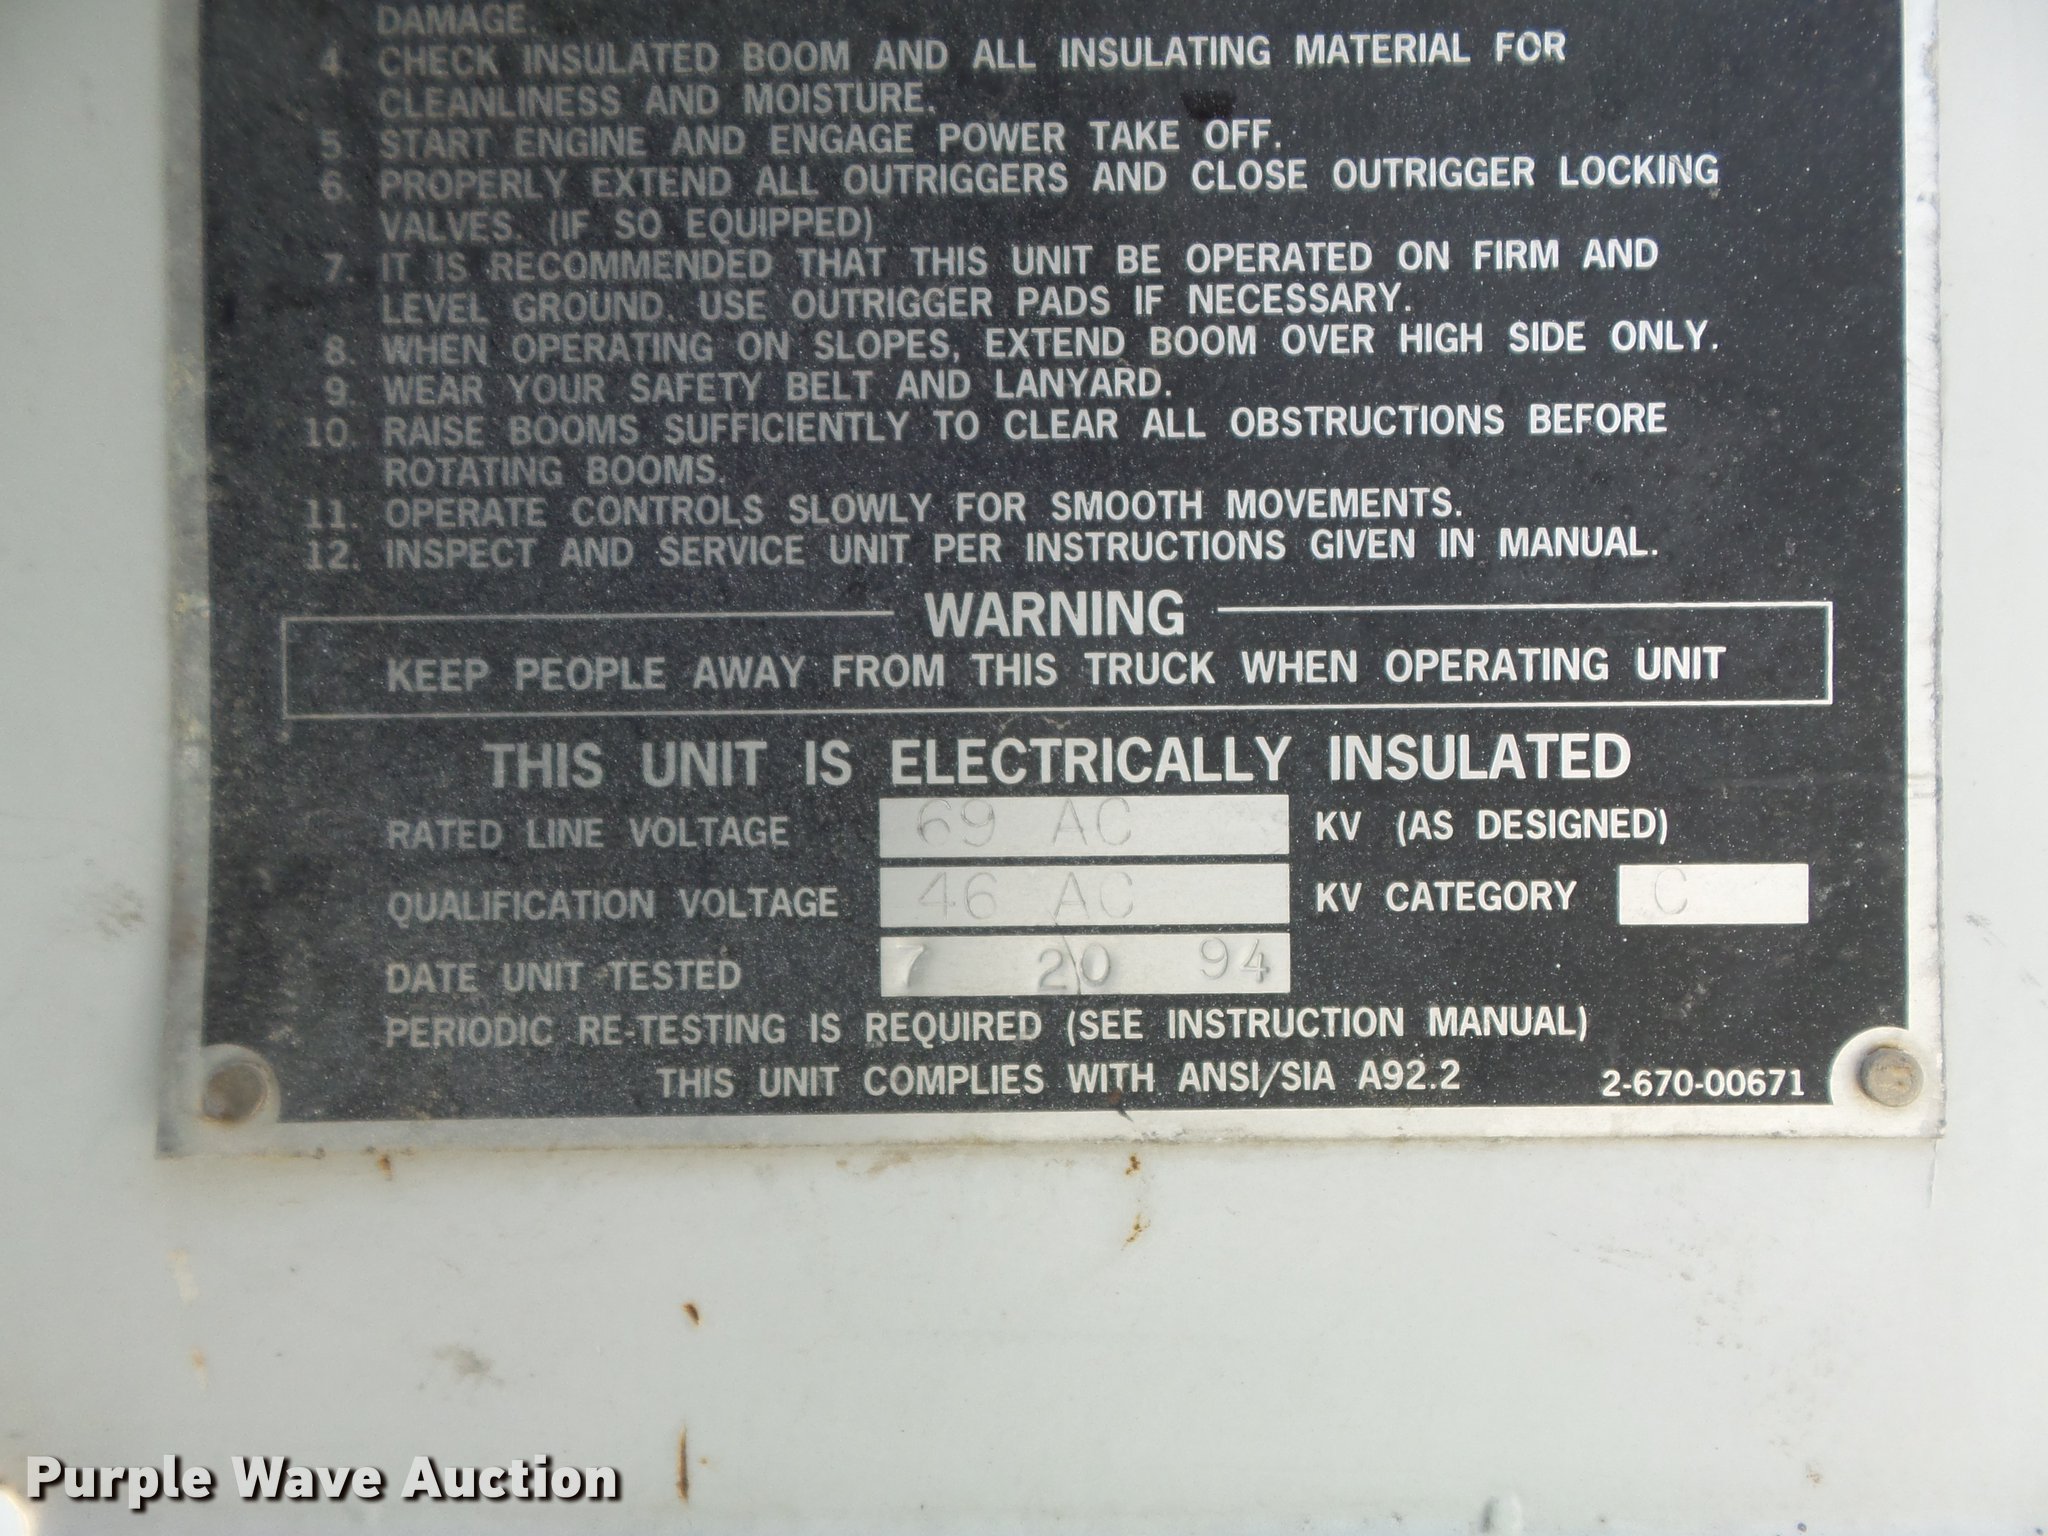 DAMAGE.
4. CHECK INSULATED BOOM AND ALL INSULATING MATERIAL FOR
CLEANLINESS AND MOISTURE.
5. START ENGINE AND ENGAGE POWER TAKE OFF.
6. PROPERLY EXTEND ALL OUTRIGGERS AND CLOSE OUTRIGGER LOCKING
VALVES. (IF SO EQUIPPED)
7. IT IS RECOMMENDED THAT THIS UNIT BE OPERATED ON FIRM AND
LEVEL GROUND. USE OUTRIGGER PADS IF NECESSARY.
8. WHEN OPERATING ON SLOPES, EXTEND BOOM OVER HIGH SIDE ONLY.
9. WEAR YOUR SAFETY BELT AND LANYARD.
10. RAISE BOOMS SUFFICIENTLY TO CLEAR ALL OBSTRUCTIONS BEFORE
ROTATING BOOMS.
11. OPERATE CONTROLS SLOWLY FOR SMOOTH MOVEMENTS.
12. INSPECT AND SERVICE UNIT PER INSTRUCTIONS GIVEN IN MANUAL.
WARNING
KEEP PEOPLE AWAY FROM THIS TRUCK WHEN OPERATING UNIT
THIS UNIT IS ELECTRICALLY INSULATED
RATED LINE VOLTAGE 69 AC KV (AS DESIGNED)
QUALIFICATION VOLTAGE 46 AC KV CATEGORY C
DATE UNIT TESTED 7 20 94
PERIODIC RE-TESTING IS REQUIRED (SEE INSTRUCTION MANUAL)
THIS UNIT COMPLIES WITH ANSI/SIA A92.2 2-670-00671
Purple Wave Auction